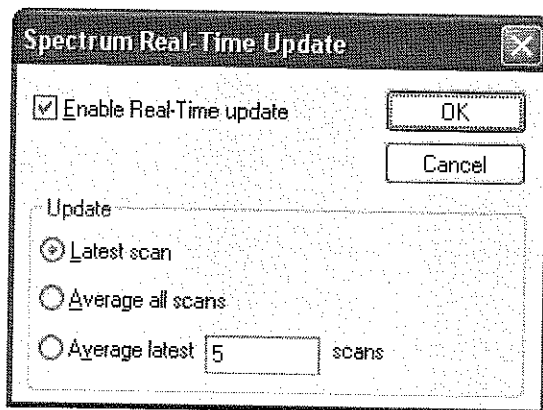 Spectrum Real-Time Update
Enable Real-Time update
OK
Cancel
Update
Latest scan
Average all scans
Average latest 5 scans